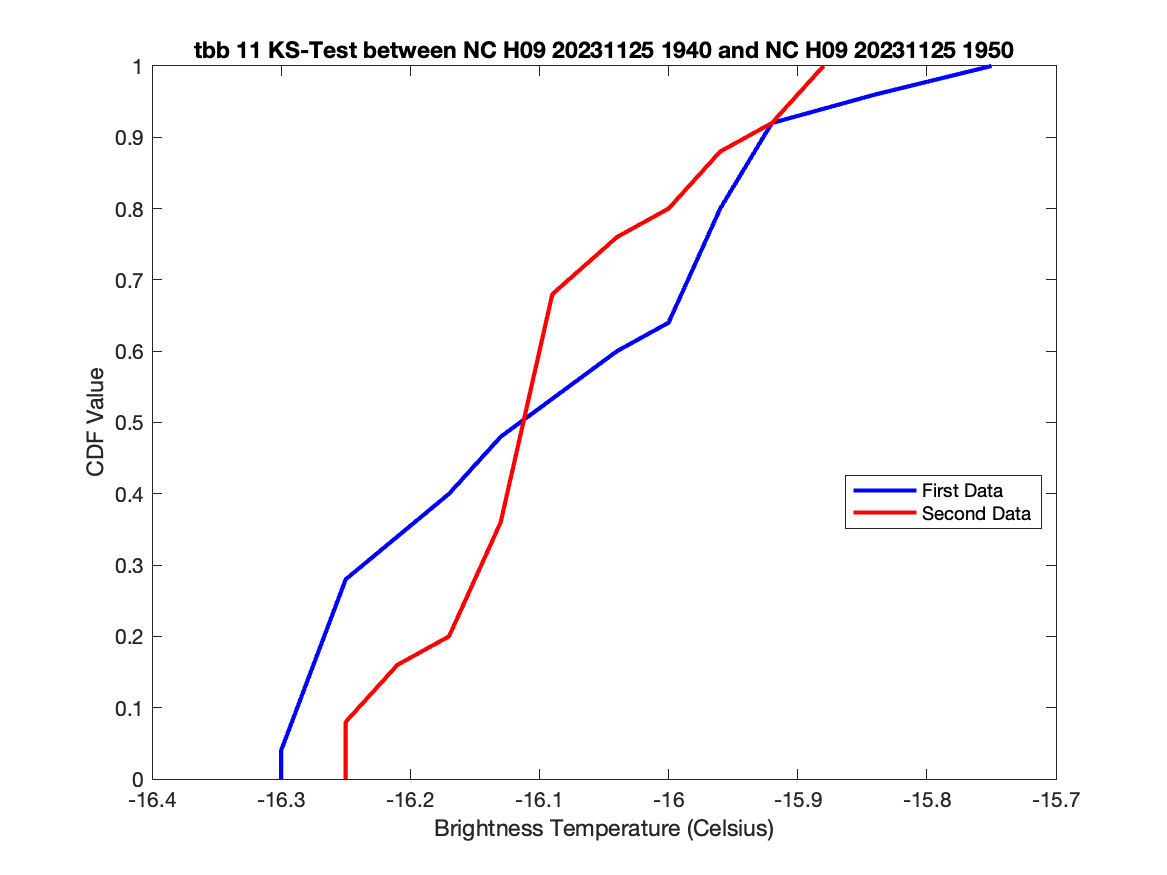 tbb 11 KS-Test between NC H09 20231125 1940 and NC H09 20231125 1950
1
0.9
0.8
0.7
0.6
0.5
0.4
0.3
0.2
0.1
0
CDF Value
First Data
Second Data
-16.4 -16.3 -16.2 -16.1 -16 -15.9 -15.8 -15.7
Brightness Temperature (Celsius)